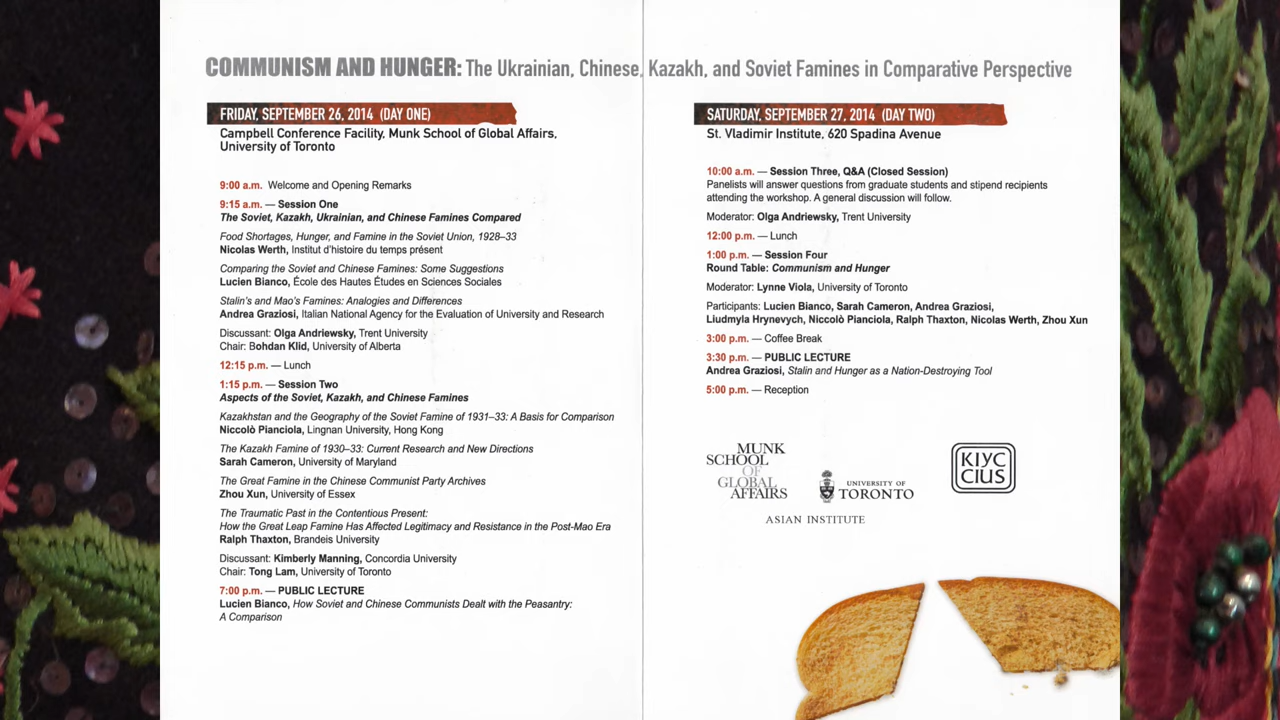 COMMUNISM AND HUNGER: The Ukrainian, Chinese, Kazakh, and Soviet Famines in Comparative Perspective
FRIDAY, SEPTEMBER 26, 2014 (DAY ONE)
Campbell Conference Facility, Munk School of Global Affairs,
University of Toronto
9:00 a.m. Welcome and Opening Remarks
9:15 a.m. — Session One
The Soviet, Kazakh, Ukrainian, and Chinese Famines Compared
Food Shortages, Hunger, and Famine in the Soviet Union, 1928–33
Nicolas Werth, Institut d'histoire du temps présent
Comparing the Soviet and Chinese Famines: Some Suggestions
Lucien Bianco, École des Hautes Études en Sciences Sociales
Stalin's and Mao's Famines: Analogies and Differences
Andrea Graziosi, Italian National Agency for the Evaluation of University and Research
Discussant: Olga Andriewsky, Trent University
Chair: Bohdan Klid, University of Alberta
12:15 p.m. — Lunch
1:15 p.m. — Session Two
Aspects of the Soviet, Kazakh, and Chinese Famines
Kazakhstan and the Geography of the Soviet Famine of 1931–33: A Basis for Comparison
Niccolò Pianciola, Lingnan University, Hong Kong
The Kazakh Famine of 1930–33: Current Research and New Directions
Sarah Cameron, University of Maryland
The Great Famine in the Chinese Communist Party Archives
Zhou Xun, University of Essex
The Traumatic Past in the Contentious Present:
How the Great Leap Famine Has Affected Legitimacy and Resistance in the Post-Mao Era
Ralph Thaxton, Brandeis University
Discussant: Kimberly Manning, Concordia University
Chair: Tong Lam, University of Toronto
7:00 p.m. — PUBLIC LECTURE
Lucien Bianco, How Soviet and Chinese Communists Dealt with the Peasantry:
A Comparison
SATURDAY, SEPTEMBER 27, 2014 (DAY TWO)
St. Vladimir Institute, 620 Spadina Avenue
10:00 a.m. — Session Three, Q&A (Closed Session)
Panelists will answer questions from graduate students and stipend recipients
attending the workshop. A general discussion will follow.
Moderator: Olga Andriewsky, Trent University
12:00 p.m. — Lunch
1:00 p.m. — Session Four
Round Table: Communism and Hunger
Moderator: Lynne Viola, University of Toronto
Participants: Lucien Bianco, Sarah Cameron, Andrea Graziosi,
Liudmyla Hrynevych, Niccolò Pianciola, Ralph Thaxton, Nicolas Werth, Zhou Xun
3:00 p.m. — Coffee Break
3:30 p.m. — PUBLIC LECTURE
Andrea Graziosi, Stalin and Hunger as a Nation-Destroying Tool
5:00 p.m. — Reception
MUNK
SCHOOL
OF
GLOBAL
AFFAIRS
UNIVERSITY OF
TORONTO
ASIAN INSTITUTE
КІУС
CIUS